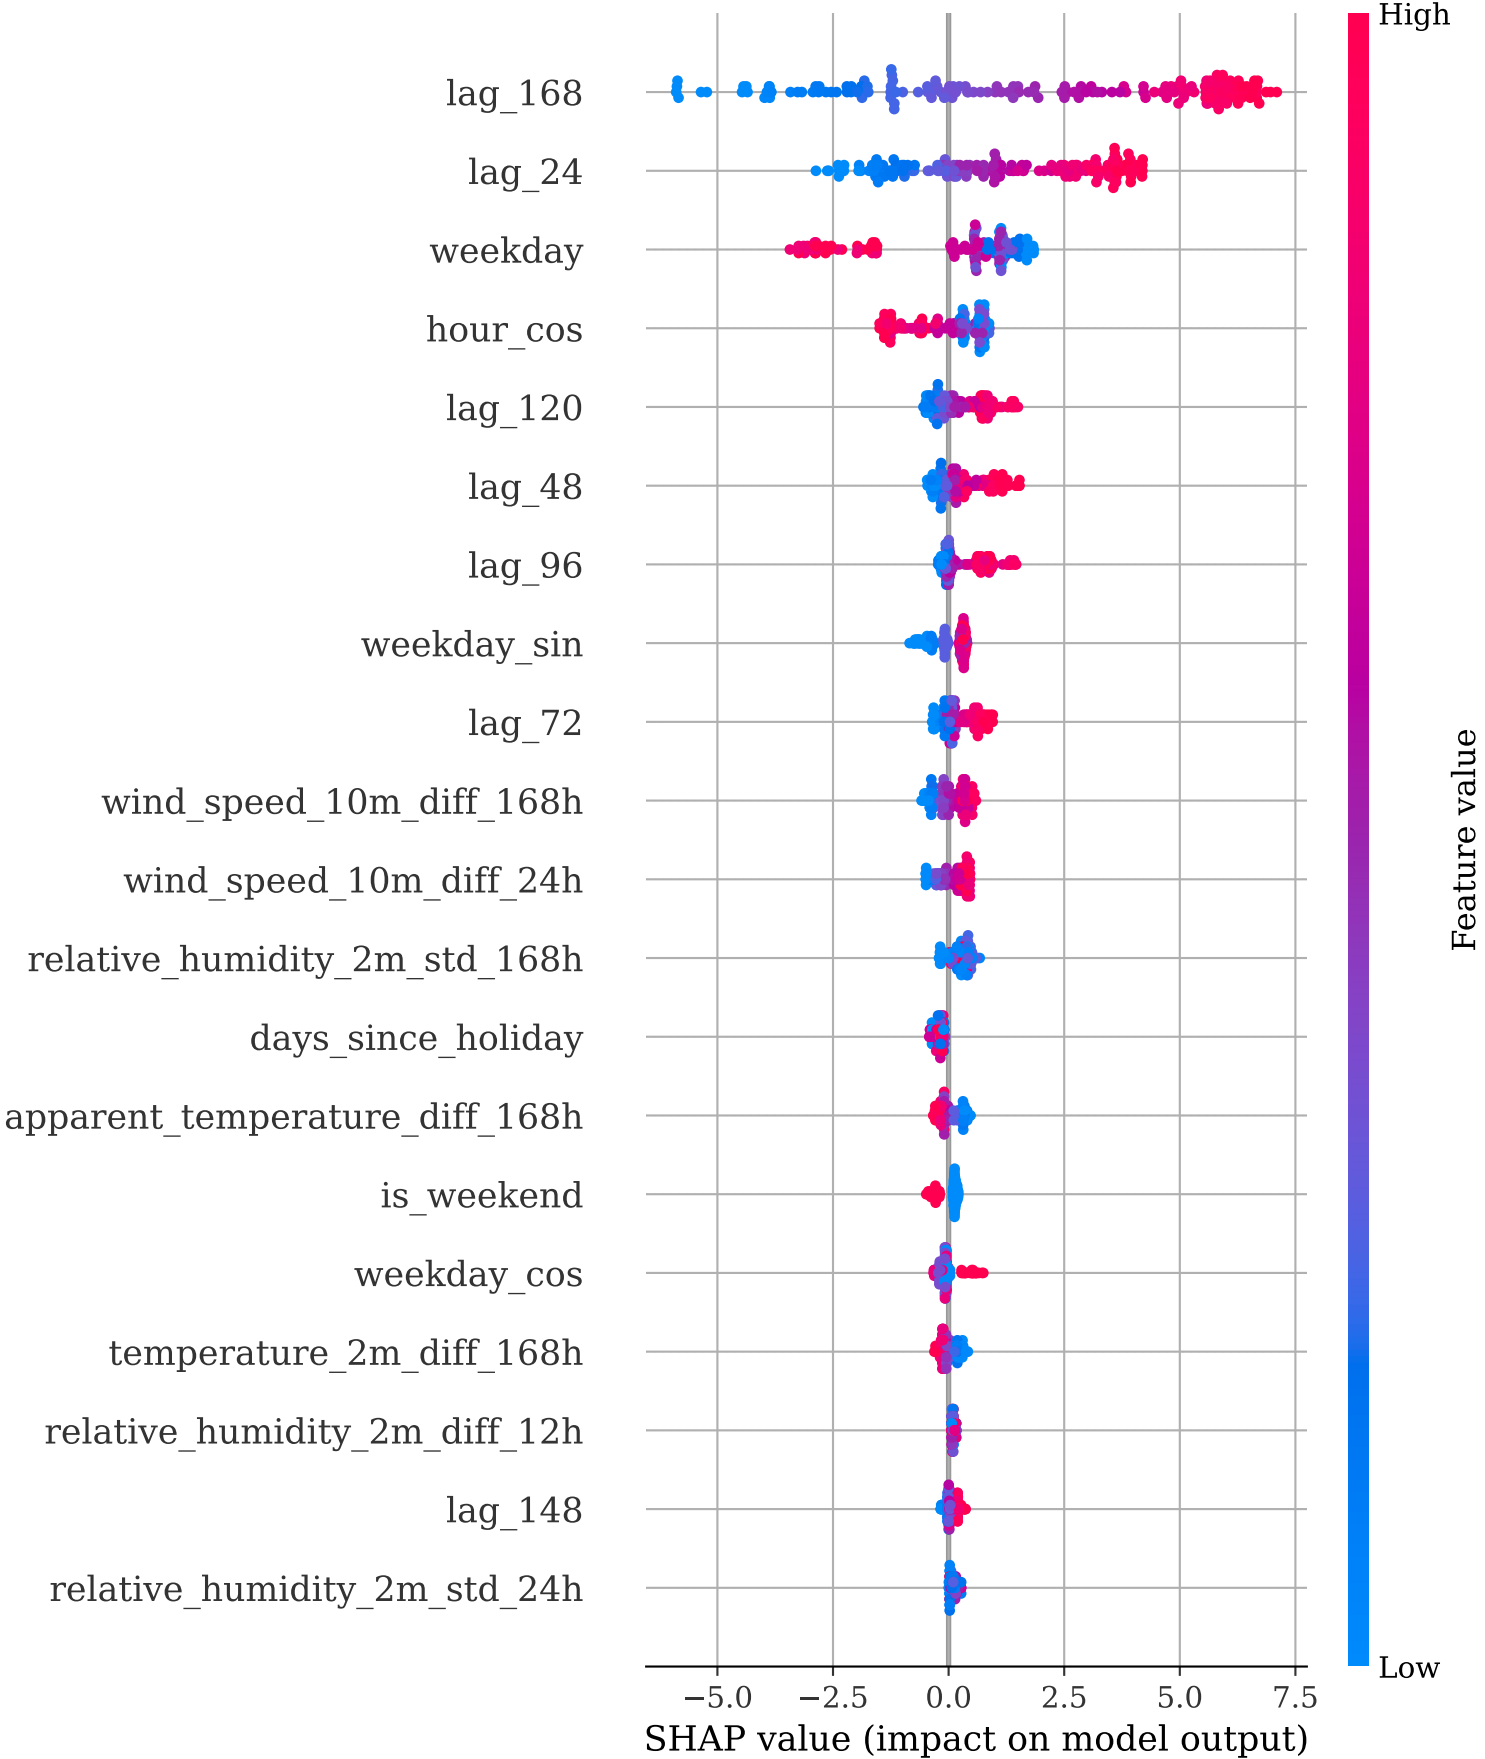 High
lag_168
lag_24
weekday
hour_cos
lag_120
lag_48
lag_96
weekday_sin
lag_72
wind_speed_10m_diff_168h
wind_speed_10m_diff_24h
relative_humidity_2m_std_168h
days_since_holiday
apparent_temperature_diff_168h
is_weekend
weekday_cos
temperature_2m_diff_168h
relative_humidity_2m_diff_12h
lag_148
relative_humidity_2m_std_24h
Feature value
Low
−5.0 −2.5 0.0 2.5 5.0 7.5
SHAP value (impact on model output)